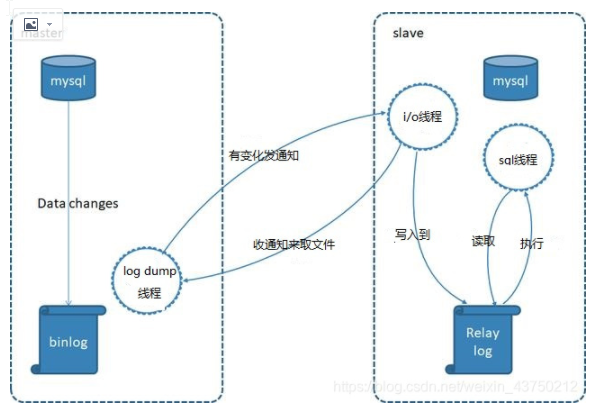 master
slave
mysql
mysql
i/o线程
sql线程
有变化发通知
Data changes
写入到
读取
执行
收通知来取文件
log dump
线程
binlog
Relay
log
https://blog.csdn.net/weixin_43750212